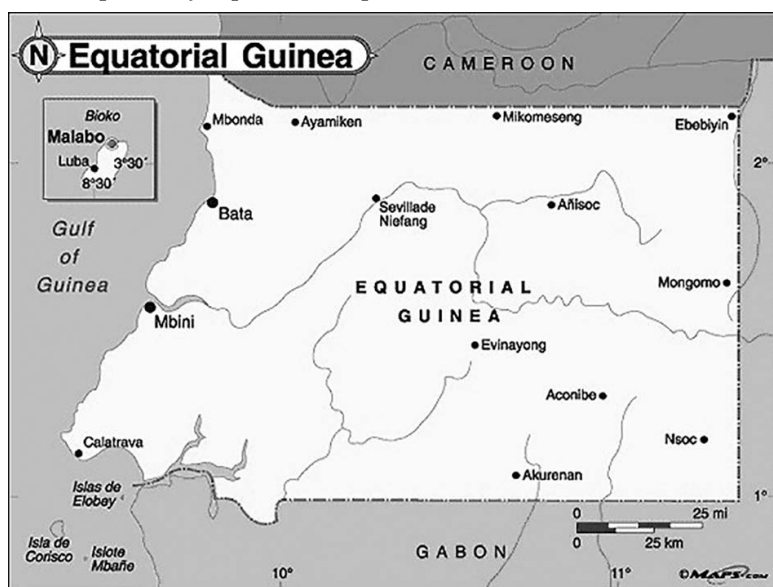 N
Equatorial Guinea
CAMEROON
Bioko
Malabo
Luba
3°30´
8°30´
Mbonda
Ayamiken
Mikomeseng
Ebebiyin
2°
Bata
Sevillade
Niefang
Añisoc
Gulf
of
Guinea
EQUATORIAL
GUINEA
Mongomo
Mbini
Evinayong
Aconibe
Calatrava
Nsoc
Islas de
Elobey
Akurenan
1°
Isla de
Corisco
Islote
Mbañe
10°
GABON
11°
0 25 mi
0 25 km
©MAPS.COM